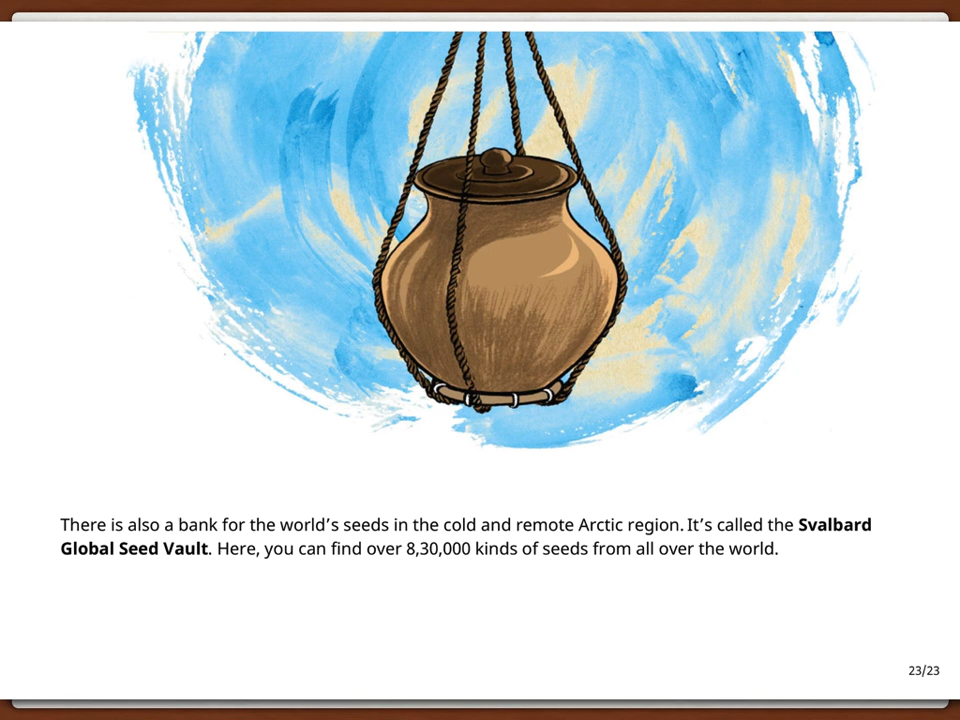 There is also a bank for the world’s seeds in the cold and remote Arctic region. It’s called the Svalbard
Global Seed Vault. Here, you can find over 8,30,000 kinds of seeds from all over the world.
23/23